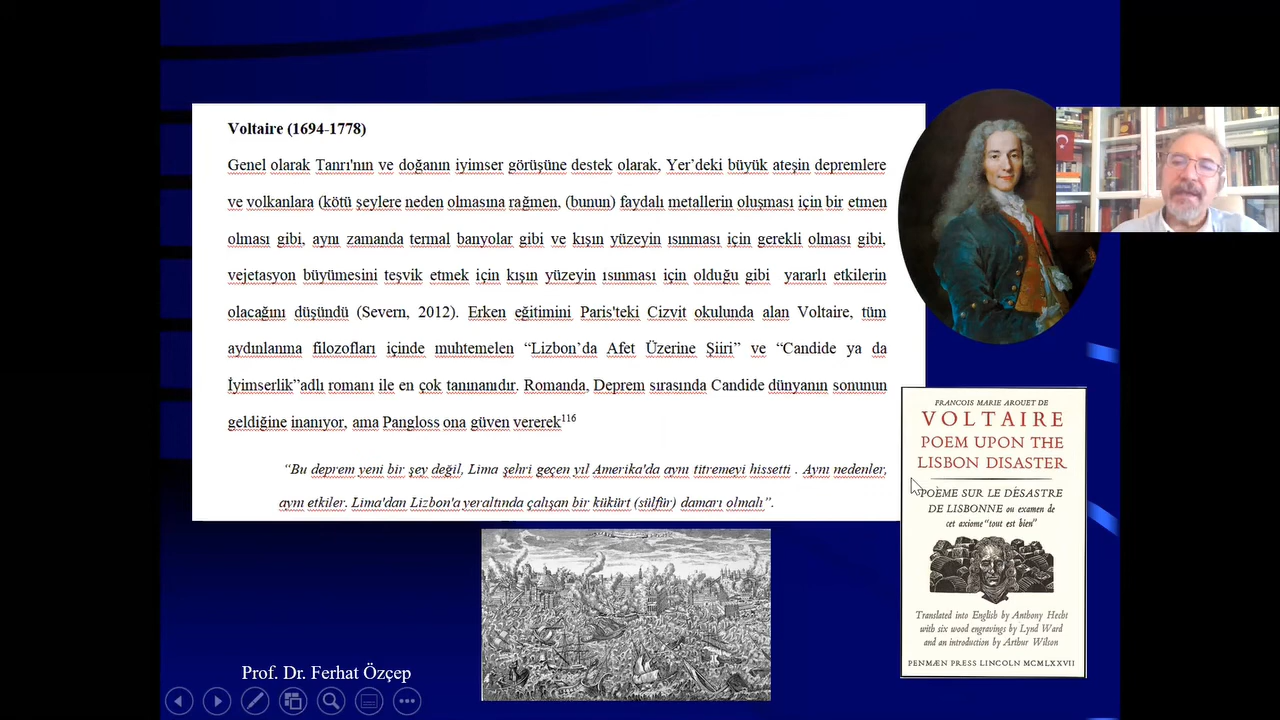 Voltaire (1694-1778)
Genel olarak Tanrı'nın ve doğanın iyimser görüşüne destek olarak, Yer’deki büyük ateşin depremlere
ve volkanlara (kötü şeylere neden olmasına rağmen, (bunun) faydalı metallerin oluşması için bir etmen
olması gibi, aynı zamanda termal banyolar gibi ve kışın yüzeyin ısınması için gerekli olması gibi,
vejetasyon büyümesini teşvik etmek için kışın yüzeyin ısınması için olduğu gibi yararlı etkilerin
olacağını düşündü (Severn, 2012). Erken eğitimini Paris'teki Cizvit okulunda alan Voltaire, tüm
aydınlanma filozofları içinde muhtemelen “Lizbon’da Afet Üzerine Şiiri” ve “Candide ya da
İyimserlik”adlı romanı ile en çok tanınanıdır. Romanda, Deprem sırasında Candide dünyanın sonunun
geldiğine inanıyor, ama Pangloss ona güven vererek116
“Bu deprem yeni bir şey değil, Lima şehri geçen yıl Amerika'da aynı titremeyi hissetti . Aynı nedenler,
aynı etkiler. Lima'dan Lizbon'a yeraltında çalışan bir kükürt (sülfür) damarı olmalı”.
FRANCOIS MARIE AROUET DE
VOLTAIRE
POEM UPON THE
LISBON DISASTER
POEME SUR LE DÉSASTRE
DE LISBONNE ou examen de
cet axiome “tout est bien”
Translated into English by Anthony Hecht
with six wood engravings by Lynd Ward
and an introduction by Arthur Wilson
PENMÆN PRESS LINCOLN MCMLXXVII
Prof. Dr. Ferhat Özçep